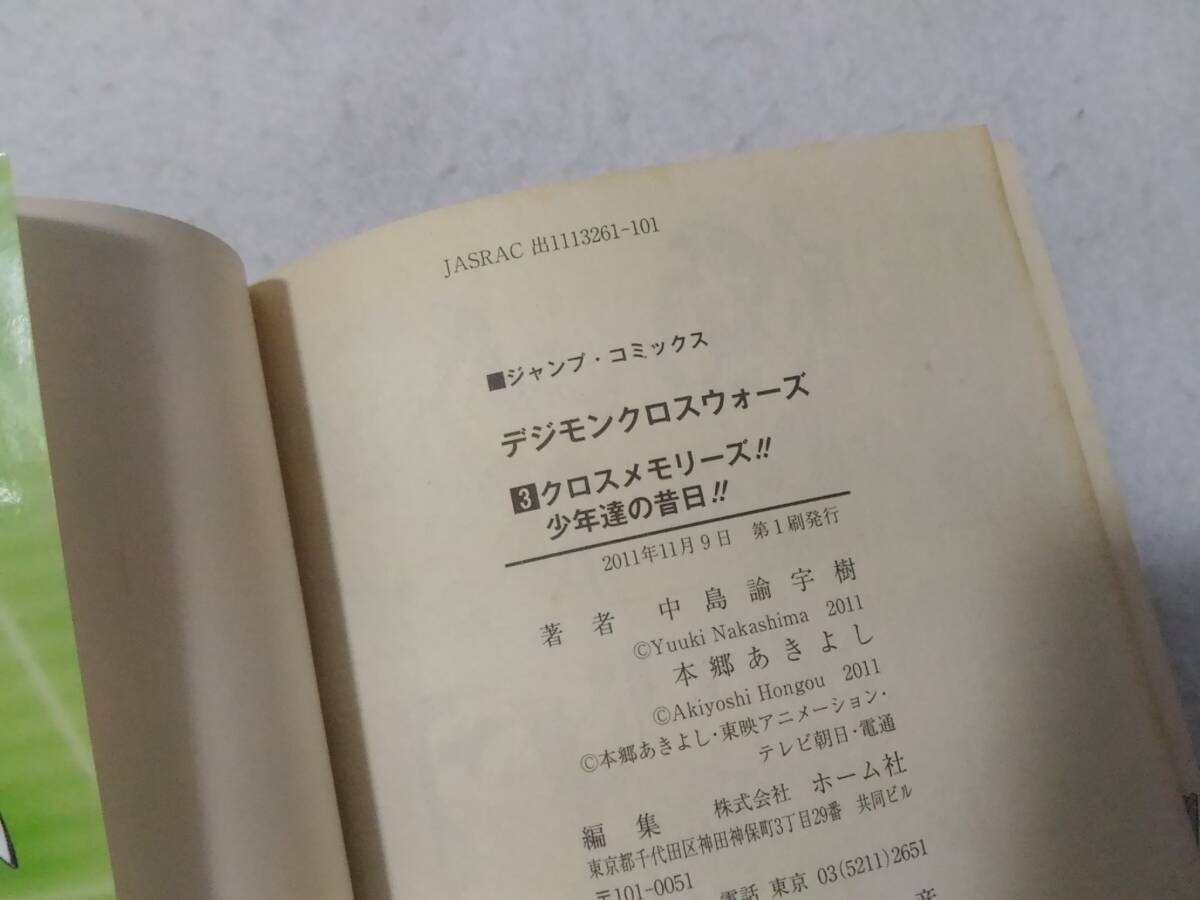 JASRAC 出1113261-101
■ジャンプ・コミックス
デジモンクロスウォーズ
3 クロスメモリーズ!!
少年達の昔日!!
2011年11月9日 第1刷発行
著者 中島諭宇樹
©Yuuki Nakashima 2011
本郷あきよし
©Akiyoshi Hongou 2011
©本郷あきよし・東映アニメーション・
テレビ朝日・電通
編集 株式会社 ホーム社
東京都千代田区神田神保町3丁目29番 共同ビル
〒101-0051
電話 東京 03(5211)2651